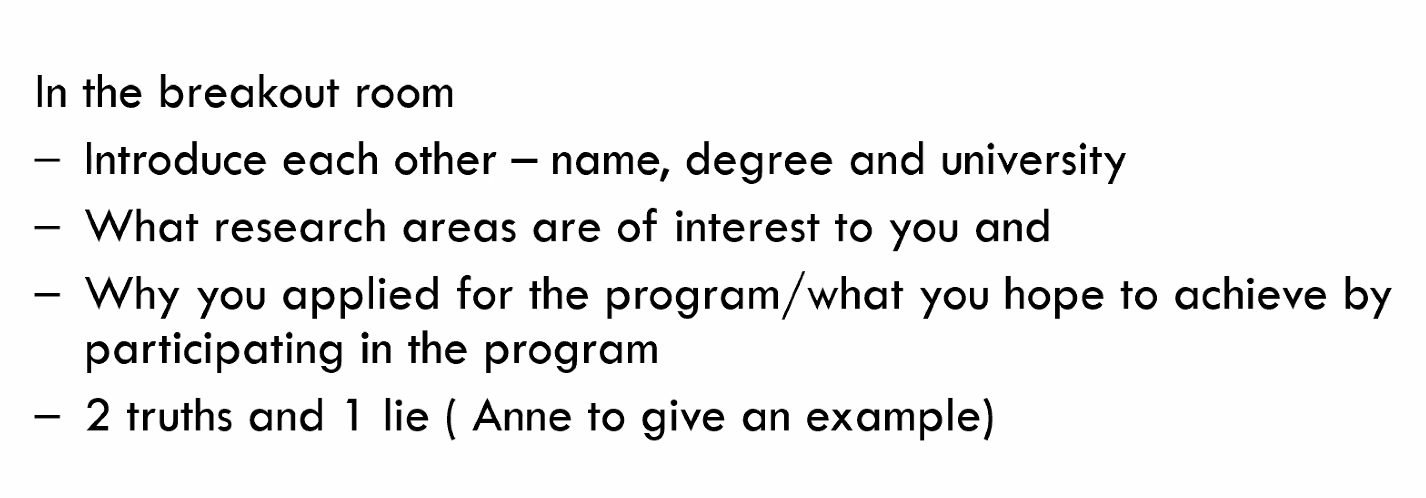 In the breakout room
– Introduce each other – name, degree and university
– What research areas are of interest to you and
– Why you applied for the program/what you hope to achieve by
participating in the program
– 2 truths and 1 lie ( Anne to give an example)